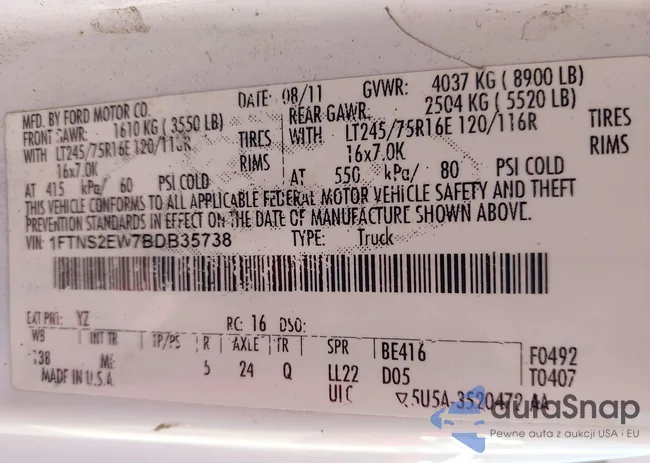 MFD. BY FORD MOTOR CO. DATE: 08/11 GVWR: 4037 KG ( 8900 LB)
FRONT GAWR: 1610 KG ( 3550 LB) REAR GAWR: 2504 KG ( 5520 LB)
WITH LT245/75R16E 120/116R TIRES WITH LT245/75R16E 120/116R TIRES
16x7.0K RIMS 16x7.0K RIMS
AT 415 kPa/ 60 PSI COLD AT 550 kPa/ 80 PSI COLD
THIS VEHICLE CONFORMS TO ALL APPLICABLE FEDERAL MOTOR VEHICLE SAFETY AND THEFT
PREVENTION STANDARDS IN EFFECT ON THE DATE OF MANUFACTURE SHOWN ABOVE.
VIN: 1FTNS2EW7BDB35738 TYPE: Truck
EXT PNT: YZ RC: 16 DSO:
WB INT TR TP/PS R AXLE TR SPR BE416 F0492
138 ME 5 24 Q LL22 D05 T0407
MADE IN U.S.A. 5U5A-3520472-AA
autaSnap
Pewne auta z aukcji USA i EU